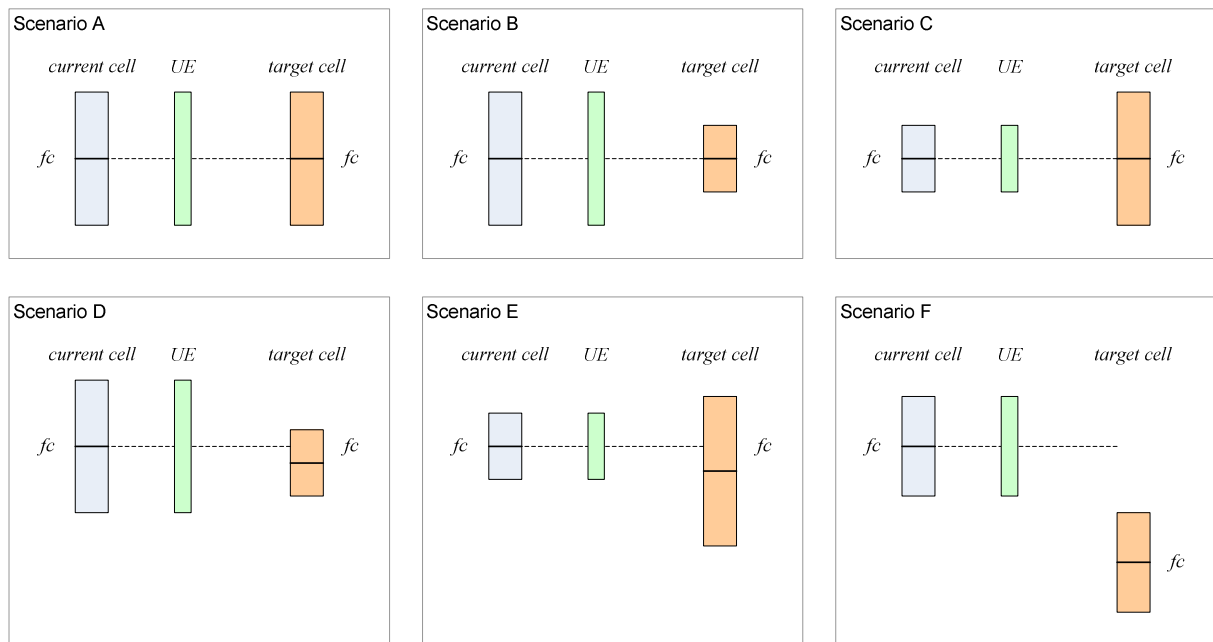 Scenario A
current cell UE target cell
fc fc
Scenario B
current cell UE target cell
fc fc
Scenario C
current cell UE target cell
fc fc
Scenario D
current cell UE target cell
fc fc
Scenario E
current cell UE target cell
fc fc
Scenario F
current cell UE target cell
fc
fc